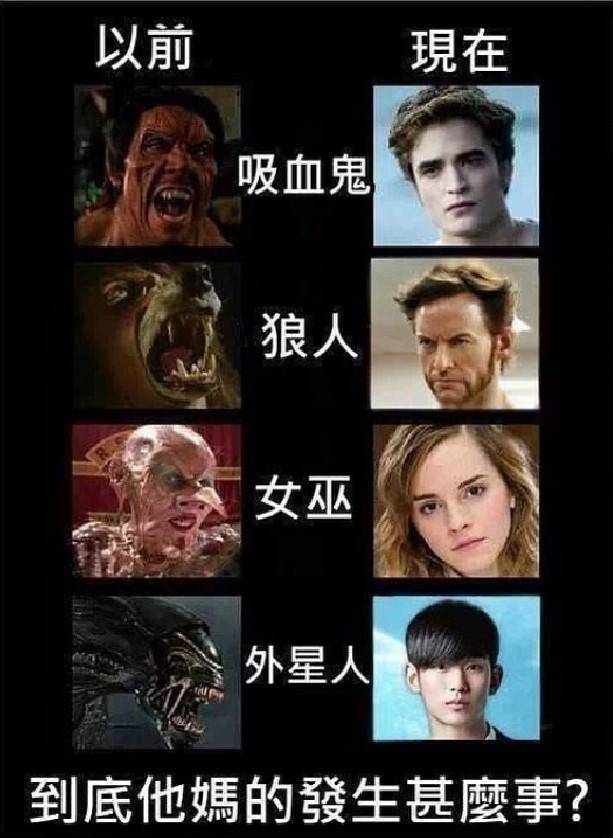 以前
現在
吸血鬼
狼人
女巫
外星人
到底他媽的發生甚麼事?